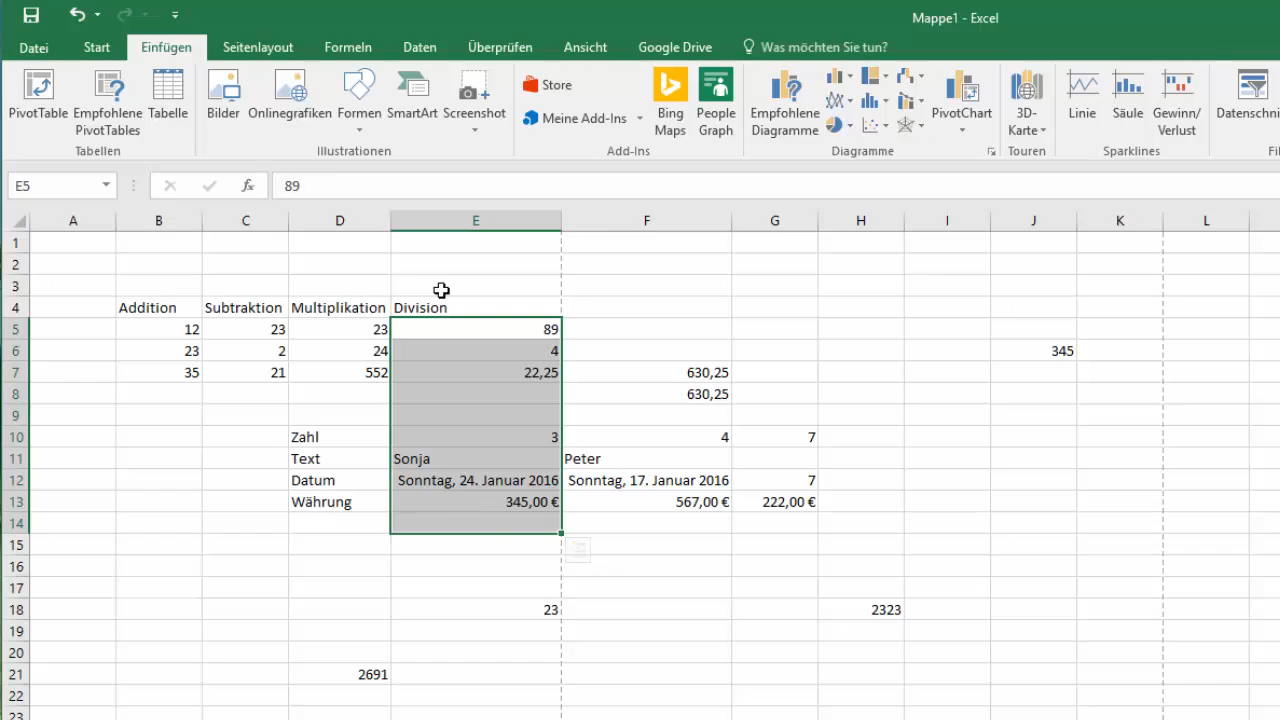 Mappe1 - Excel
Datei Start Einfügen Seitenlayout Formeln Daten Überprüfen Ansicht Google Drive Was möchten Sie tun?
PivotTable Empfohlene PivotTables Tabelle Bilder Onlinegrafiken Formen SmartArt Screenshot Store Meine Add-Ins Bing Maps People Graph Empfohlene Diagramme PivotChart 3D-Karte Linie Säule Gewinn/Verlust
Tabellen Illustrationen Add-Ins Diagramme Touren Sparklines
E5 fx 89
A B C D E F G H I J K L
1
2
3
4 Addition Subtraktion Multiplikation Division
5 12 23 23 89
6 23 2 24 4 345
7 35 21 552 22,25 630,25
8 630,25
9
10 Zahl 3 4 7
11 Text Sonja Peter
12 Datum Sonntag, 24. Januar 2016 Sonntag, 17. Januar 2016 7
13 Währung 345,00 € 567,00 € 222,00 €
14
15
16
17
18 23 2323
19
20
21 2691
22
23